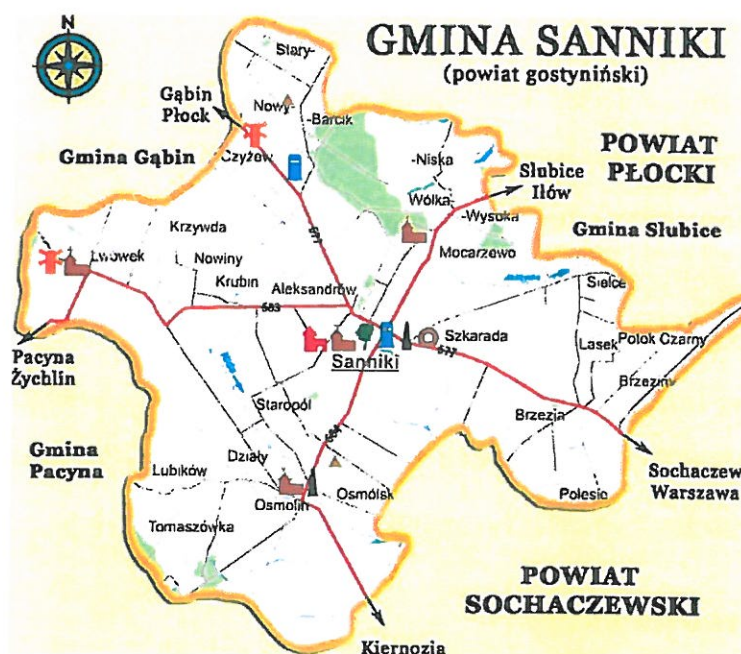 GMINA SANNIKI
(powiat gostyniński)
N
Stary-
Gąbin
Płock
Nowy-
-Barcik
POWIAT
PŁOCKI
Gmina Gąbin
Czyżew
-Niska
Słubice
Iłów
Wólka-
-Wysoka
Gmina Słubice
Krzywda
577
Mocarzewo
Lwówek
Nowiny
Krubin
Aleksandrów
Sielce
583
Szkarada
Lasek
Potok Czarny
Sanniki
577
Pacyna
Żychlin
Brzeziny
Staropól
Brzezia
Gmina
Pacyna
584
Działy
Sochaczew
Warszawa
Lubików
Osmolin
Osmólsk
Polesie
Tomaszówka
POWIAT
SOCHACZEWSKI
Kiernozia